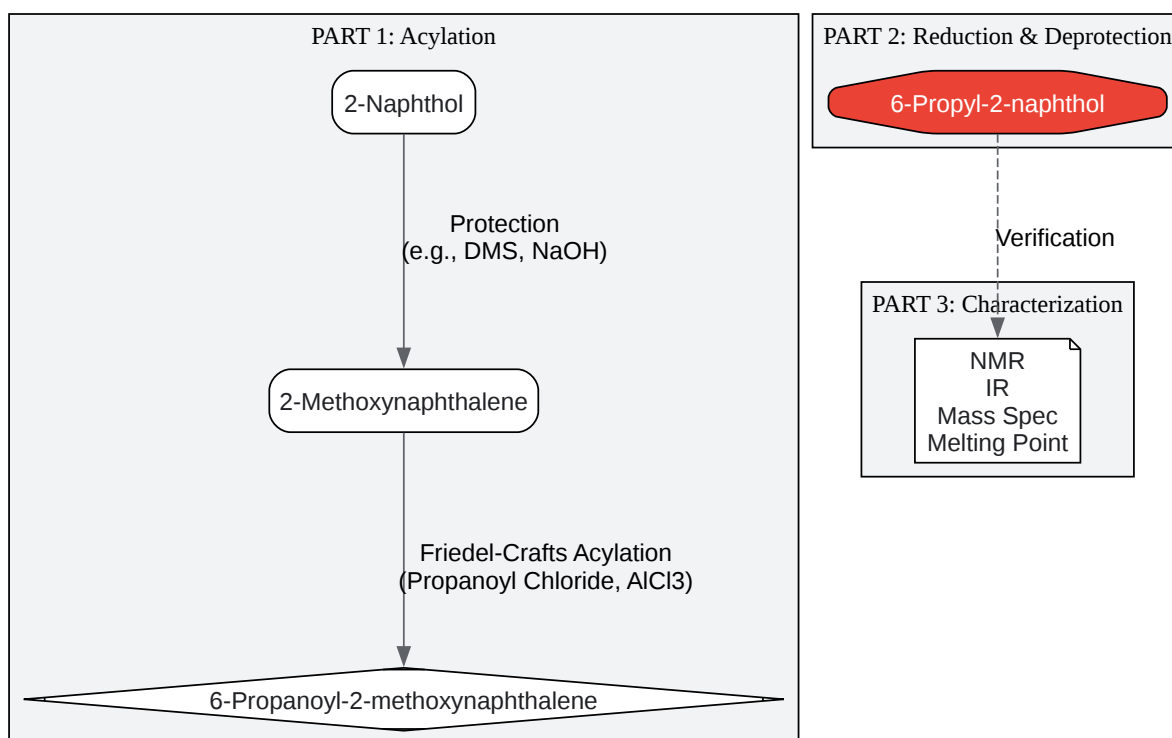 PART 1: Acylation
2-Naphthol
Protection
(e.g., DMS, NaOH)
2-Methoxynaphthalene
Friedel-Crafts Acylation
(Propanoyl Chloride, AlCl3)
6-Propanoyl-2-methoxynaphthalene
PART 2: Reduction & Deprotection
6-Propyl-2-naphthol
Verification
PART 3: Characterization
NMR
IR
Mass Spec
Melting Point